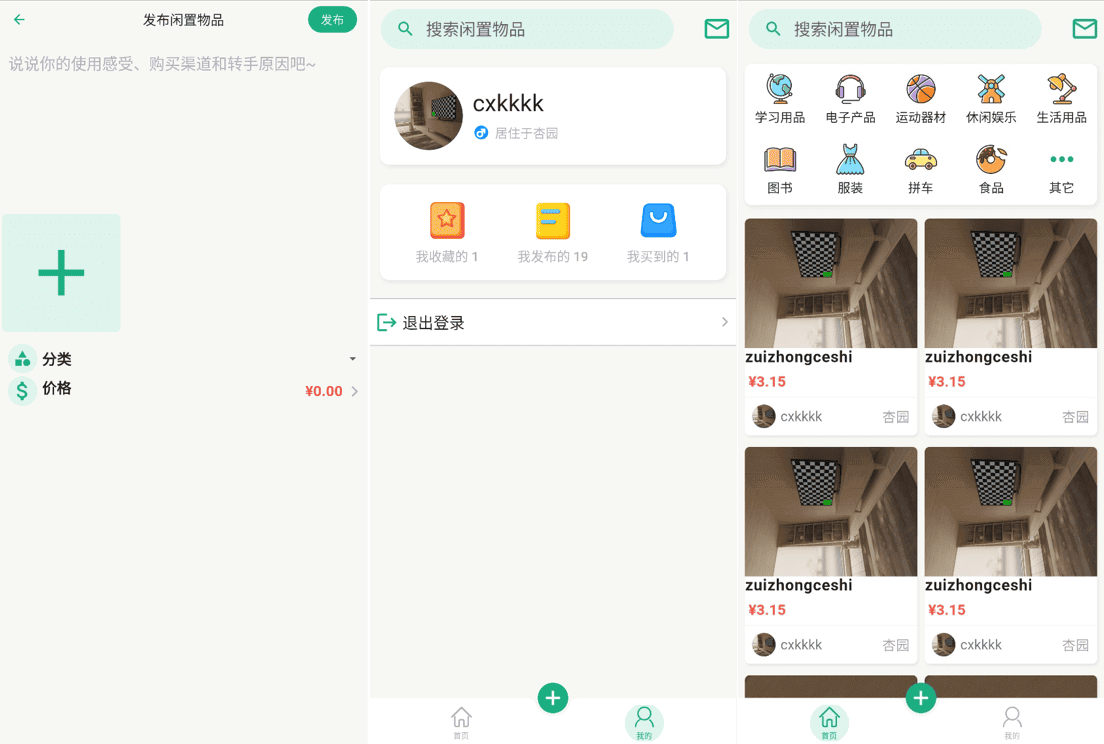 发布闲置物品
发布
说说你的使用感受、购买渠道和转手原因吧~
分类
价格
¥0.00
搜索闲置物品
cxkkkk
居住于杏园
我收藏的 1
我发布的 19
我买到的 1
退出登录
首页
我的
搜索闲置物品
学习用品
电子产品
运动器材
休闲娱乐
生活用品
图书
服装
拼车
食品
其它
zuizhongceshi
¥3.15
cxkkkk
杏园
zuizhongceshi
¥3.15
cxkkkk
杏园
zuizhongceshi
¥3.15
cxkkkk
杏园
zuizhongceshi
¥3.15
cxkkkk
杏园
首页
我的